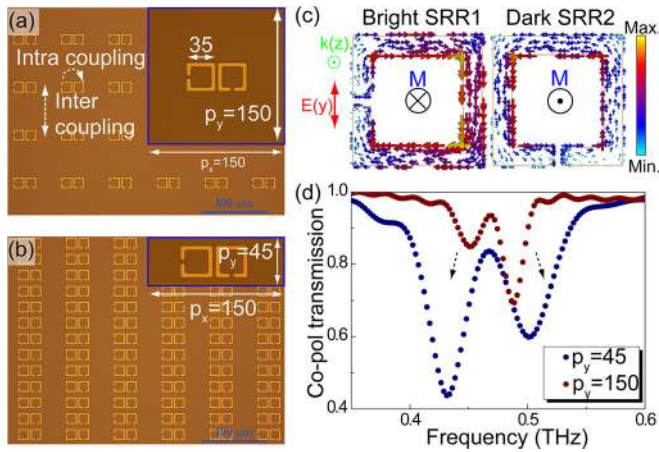 (a)
35
Intra coupling
Inter
coupling
p_y=150
p_x=150
100 um
(b)
p_y=45
p_x=150
(c)
Bright SRR1
Dark SRR2
k(z)
E(y)
M
M
Max.
Min.
(d)
1.0
0.8
0.6
0.4
Co-pol transmission
0.4
0.5
0.6
Frequency (THz)
p_y=45
p_y=150